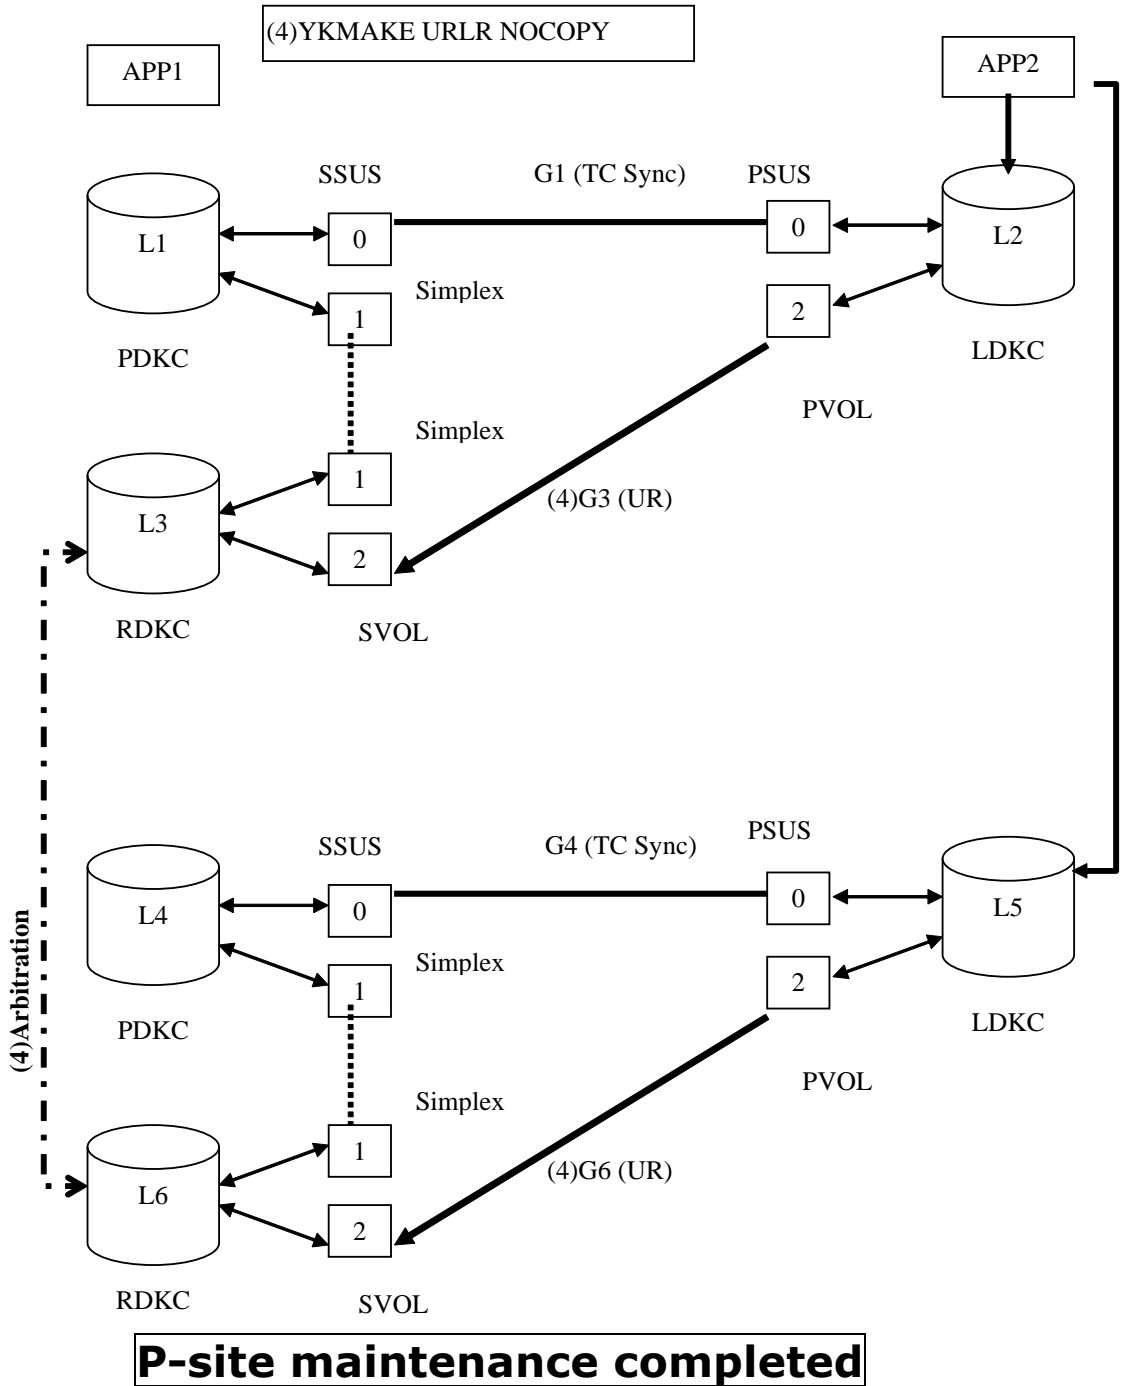 (4)YKMAKE URLR NOCOPY
APP1
APP2
SSUS
G1 (TC Sync)
PSUS
0
0
L1
L2
Simplex
1
2
PDKC
LDKC
PVOL
Simplex
1
(4)G3 (UR)
L3
2
RDKC
SVOL
SSUS
G4 (TC Sync)
PSUS
0
0
L4
L5
Simplex
1
2
PDKC
LDKC
(4)Arbitration
PVOL
Simplex
1
(4)G6 (UR)
L6
2
RDKC
SVOL
P-site maintenance completed